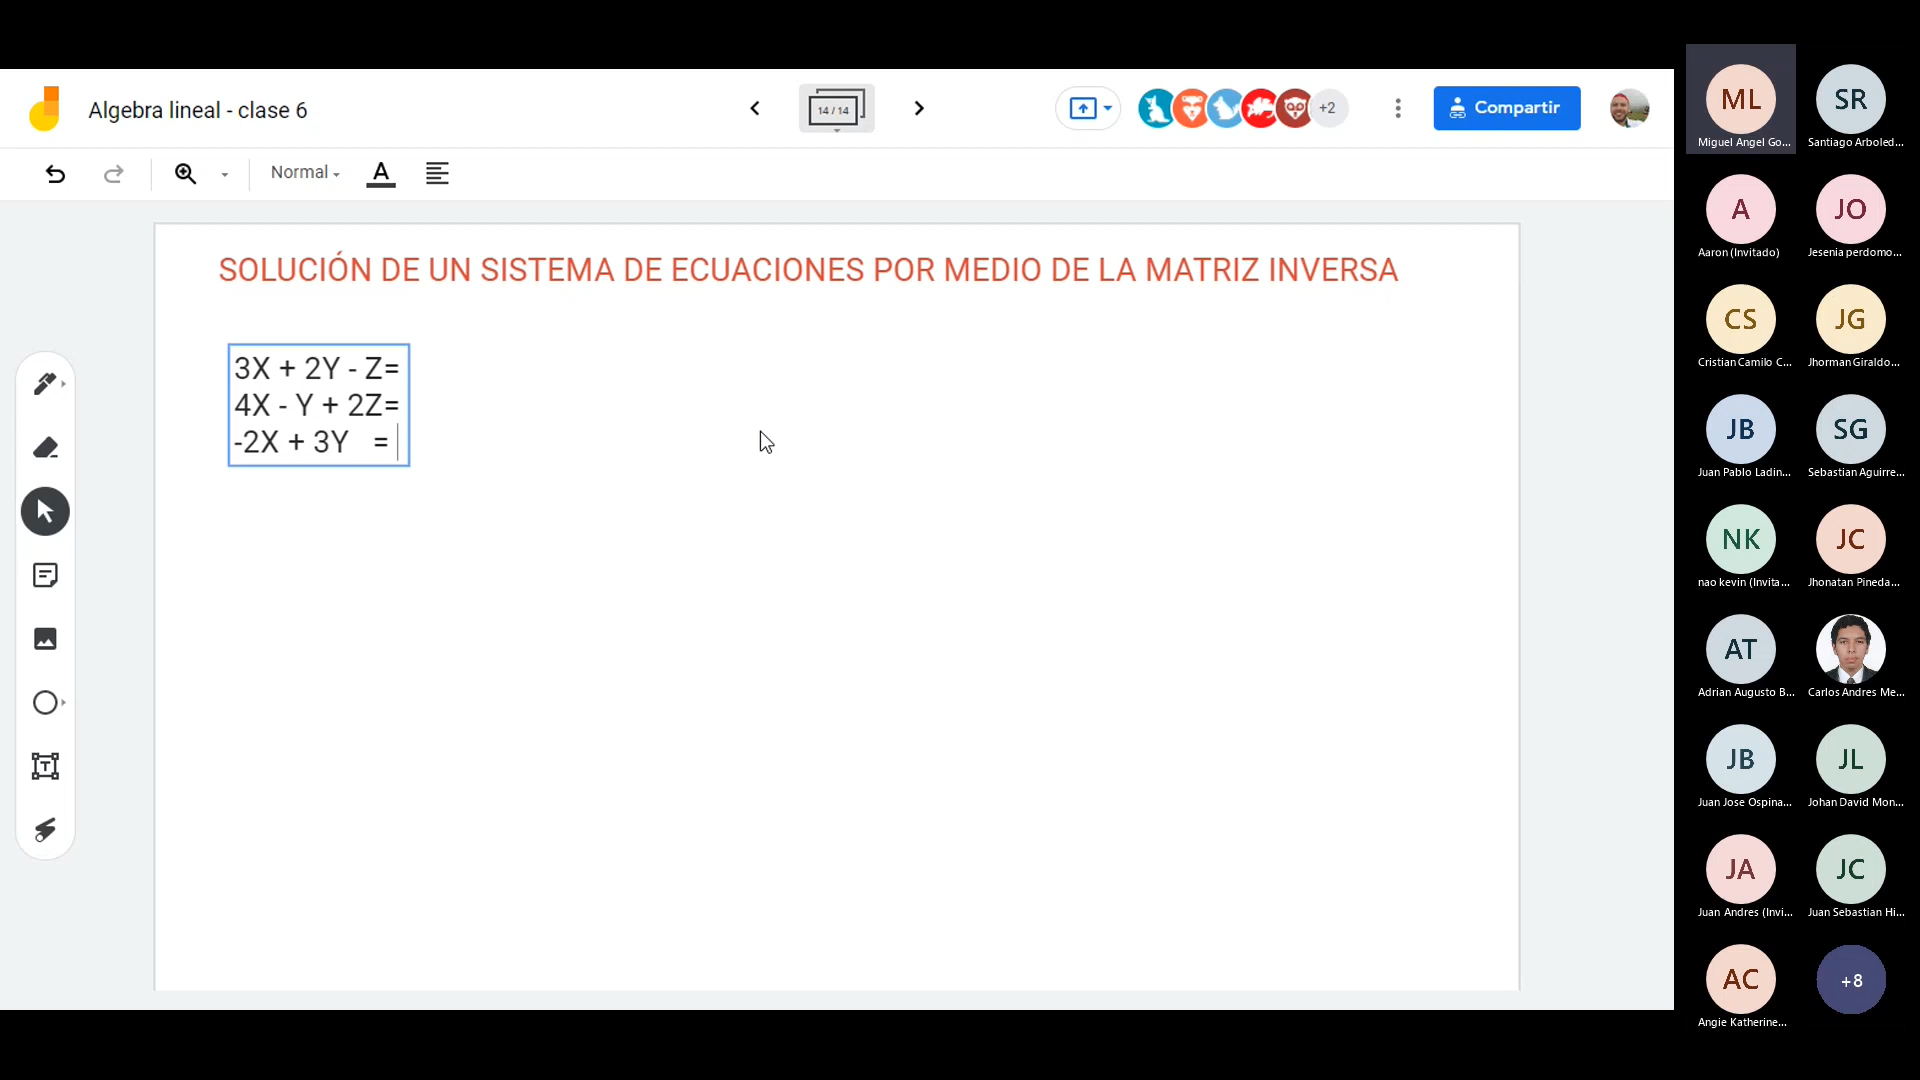 Algebra lineal - clase 6
14 / 14
+2
Compartir
Normal
A
SOLUCIÓN DE UN SISTEMA DE ECUACIONES POR MEDIO DE LA MATRIZ INVERSA
3X + 2Y - Z=
4X - Y + 2Z=
-2X + 3Y   =
T
ML
Miguel Angel Go...
SR
Santiago Arboled...
A
Aaron (Invitado)
JO
Jesenia perdomo...
CS
Cristian Camilo C...
JG
Jhorman Giraldo...
JB
Juan Pablo Ladin...
SG
Sebastian Aguirre...
NK
nao kevin (Invita...
JC
Jhonatan Pineda...
AT
Adrian Augusto B...
Carlos Andres Me...
JB
Juan Jose Ospina...
JL
Johan David Mon...
JA
Juan Andres (Invi...
JC
Juan Sebastian Hi...
AC
Angie Katherine...
+8